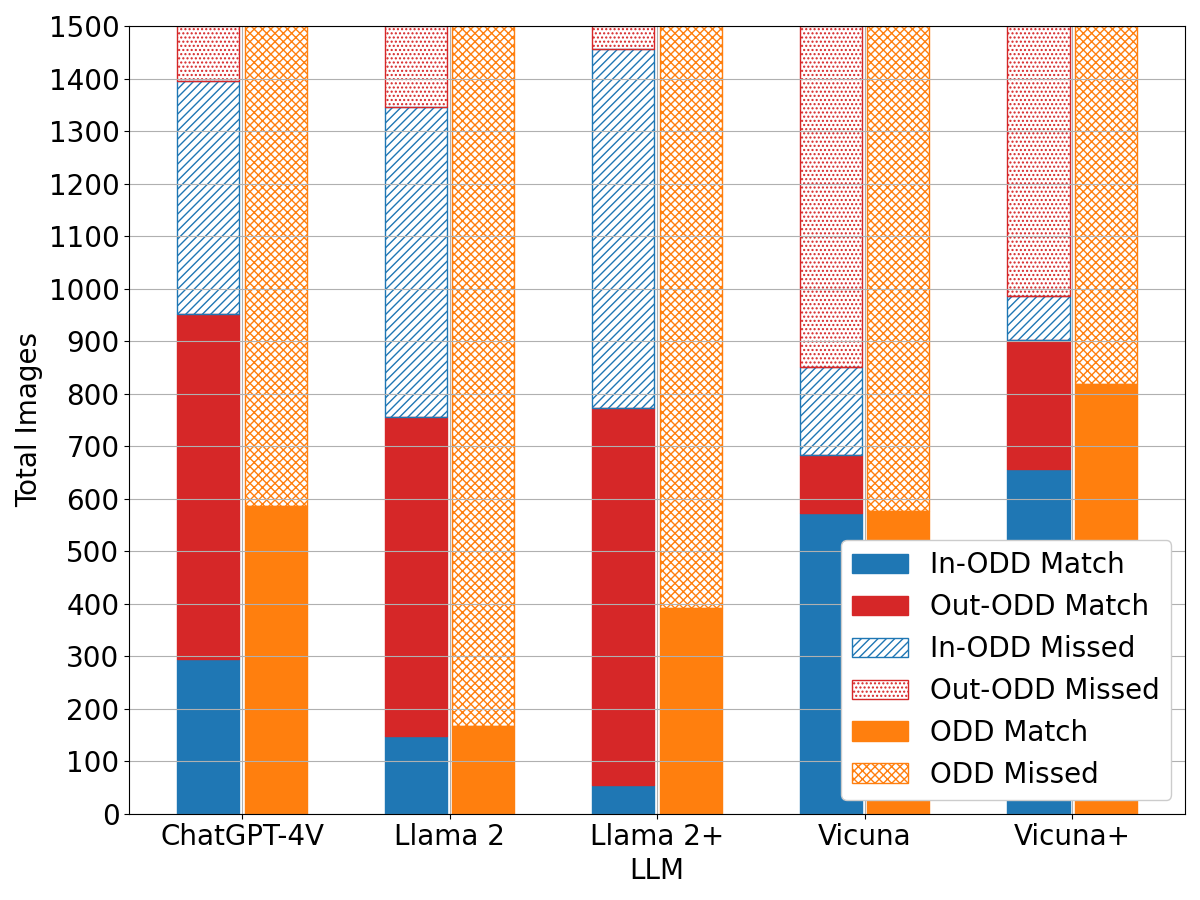 1500
1400
1300
1200
1100
1000
900
800
700
600
500
400
300
200
100
0
Total Images
In-ODD Match
Out-ODD Match
In-ODD Missed
Out-ODD Missed
ODD Match
ODD Missed
ChatGPT-4V Llama 2 Llama 2+ Vicuna Vicuna+
LLM